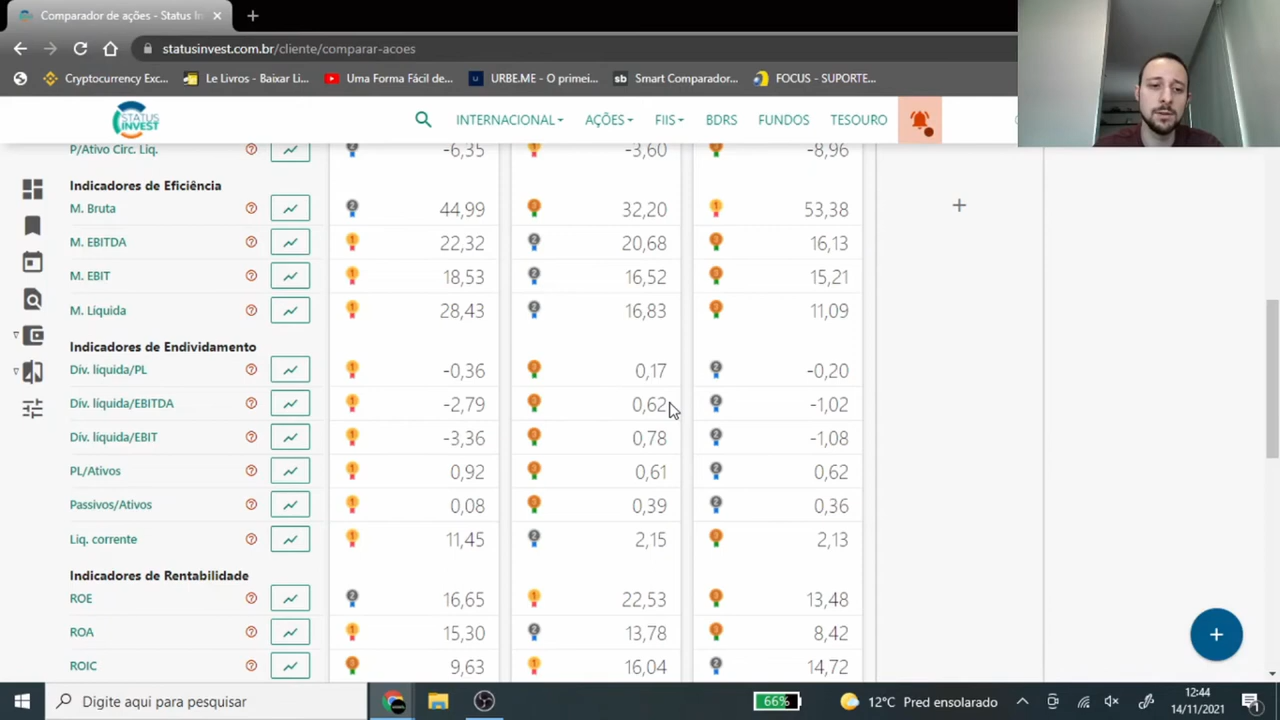 Comparador de ações - Status In
statusinvest.com.br/cliente/comparar-acoes
Cryptocurrency Exc... Le Livros - Baixar Li... Uma Forma Fácil de... URBE.ME - O primei... Smart Comparador... FOCUS - SUPORTE...
STATUS INVEST INTERNACIONAL AÇÕES FIIS BDRS FUNDOS TESOURO
P/Ativo Circ. Liq. -6,35 -3,60 -8,96
Indicadores de Eficiência
M. Bruta 44,99 32,20 53,38
M. EBITDA 22,32 20,68 16,13
M. EBIT 18,53 16,52 15,21
M. Liquida 28,43 16,83 11,09
Indicadores de Endividamento
Dív. líquida/PL -0,36 0,17 -0,20
Dív. líquida/EBITDA -2,79 0,62 -1,02
Dív. líquida/EBIT -3,36 0,78 -1,08
PL/Ativos 0,92 0,61 0,62
Passivos/Ativos 0,08 0,39 0,36
Liq. corrente 11,45 2,15 2,13
Indicadores de Rentabilidade
ROE 16,65 22,53 13,48
ROA 15,30 13,78 8,42
ROIC 9,63 16,04 14,72
Digite aqui para pesquisar 66% 12°C Pred ensolarado 12:44
14/11/2021